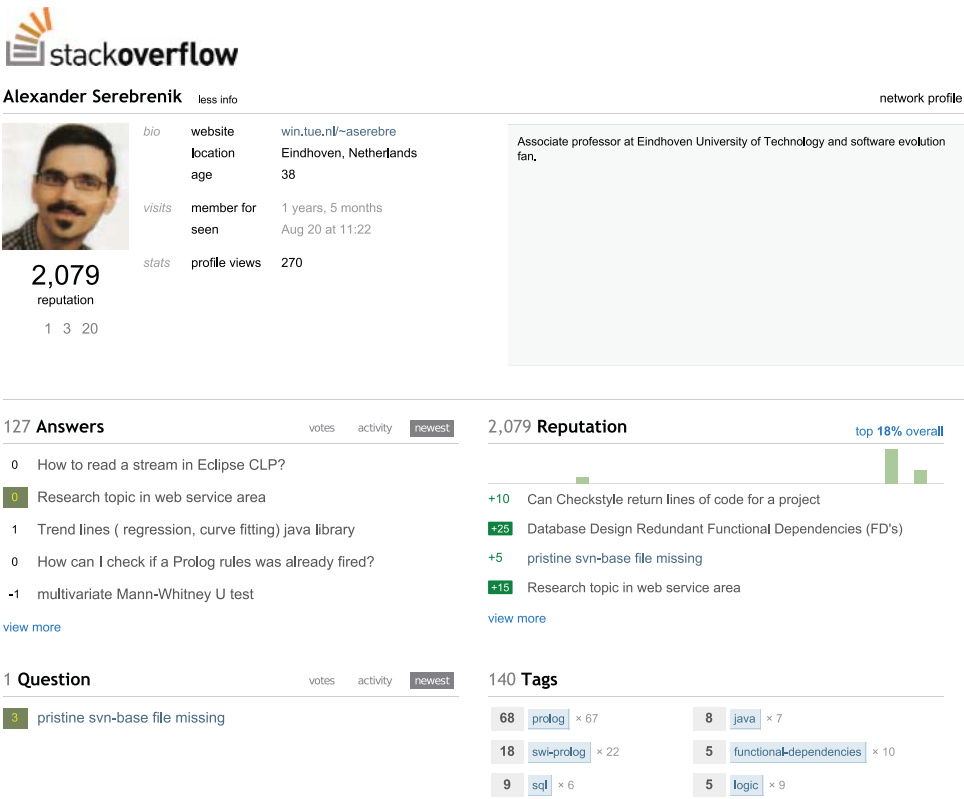 stackoverflow
Alexander Serebrenik less info network profile
bio website win.tue.nl/~aserebre
location Eindhoven, Netherlands
age 38
visits member for 1 years, 5 months
seen Aug 20 at 11:22
stats profile views 270
2,079
reputation
1 3 20
Associate professor at Eindhoven University of Technology and software evolution
fan.
127 Answers votes activity newest
0 How to read a stream in Eclipse CLP?
0 Research topic in web service area
1 Trend lines ( regression, curve fitting) java library
0 How can I check if a Prolog rules was already fired?
-1 multivariate Mann-Whitney U test
view more
2,079 Reputation top 18% overall
+10 Can Checkstyle return lines of code for a project
+25 Database Design Redundant Functional Dependencies (FD's)
+5 pristine svn-base file missing
+15 Research topic in web service area
view more
1 Question votes activity newest
3 pristine svn-base file missing
140 Tags
68 prolog × 67 8 java × 7
18 swi-prolog × 22 5 functional-dependencies × 10
9 sql × 6 5 logic × 9